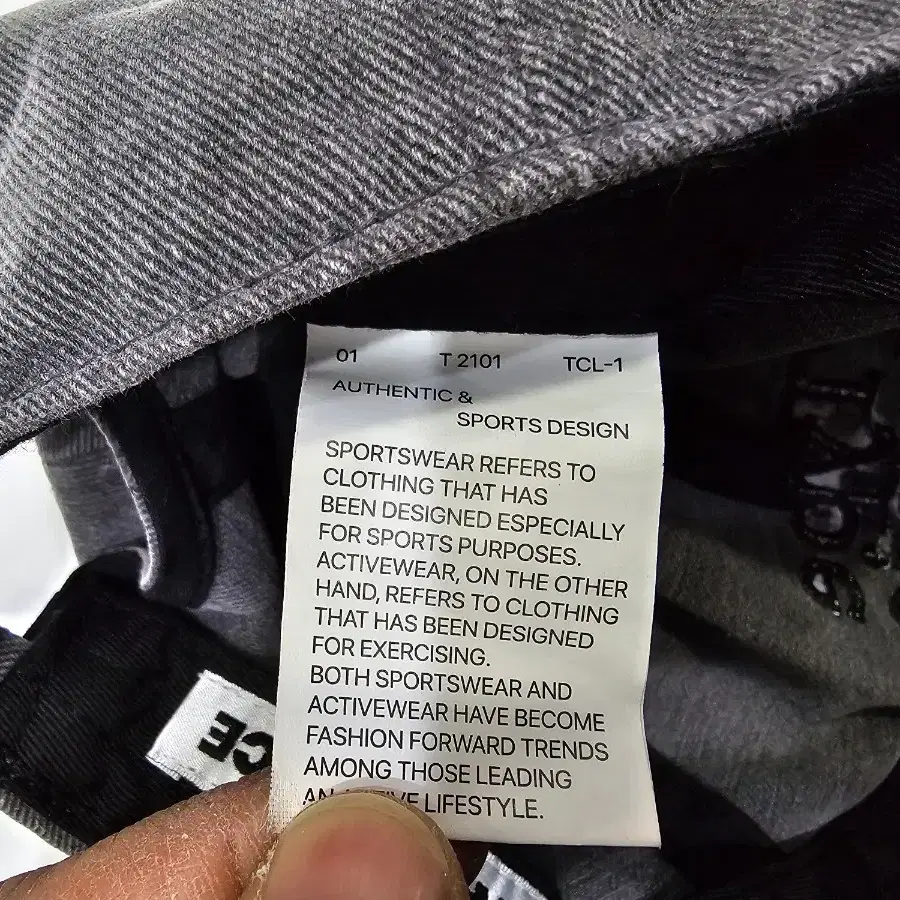 01 T 2101 TCL-1
AUTHENTIC &
SPORTS DESIGN
SPORTSWEAR REFERS TO
CLOTHING THAT HAS
BEEN DESIGNED ESPECIALLY
FOR SPORTS PURPOSES.
ACTIVEWEAR, ON THE OTHER
HAND, REFERS TO CLOTHING
THAT HAS BEEN DESIGNED
FOR EXERCISING.
BOTH SPORTSWEAR AND
ACTIVEWEAR HAVE BECOME
FASHION FORWARD TRENDS
AMONG THOSE LEADING
AN ACTIVE LIFESTYLE.
CE